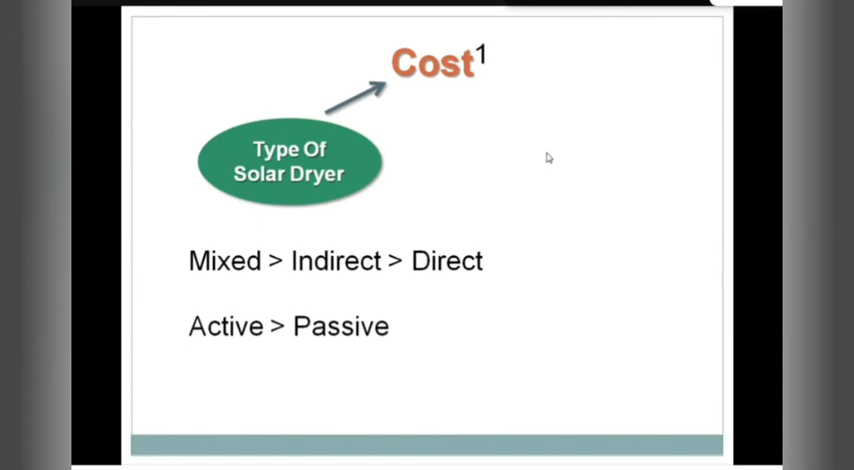 Cost1
Type Of
Solar Dryer
Mixed > Indirect > Direct
Active > Passive